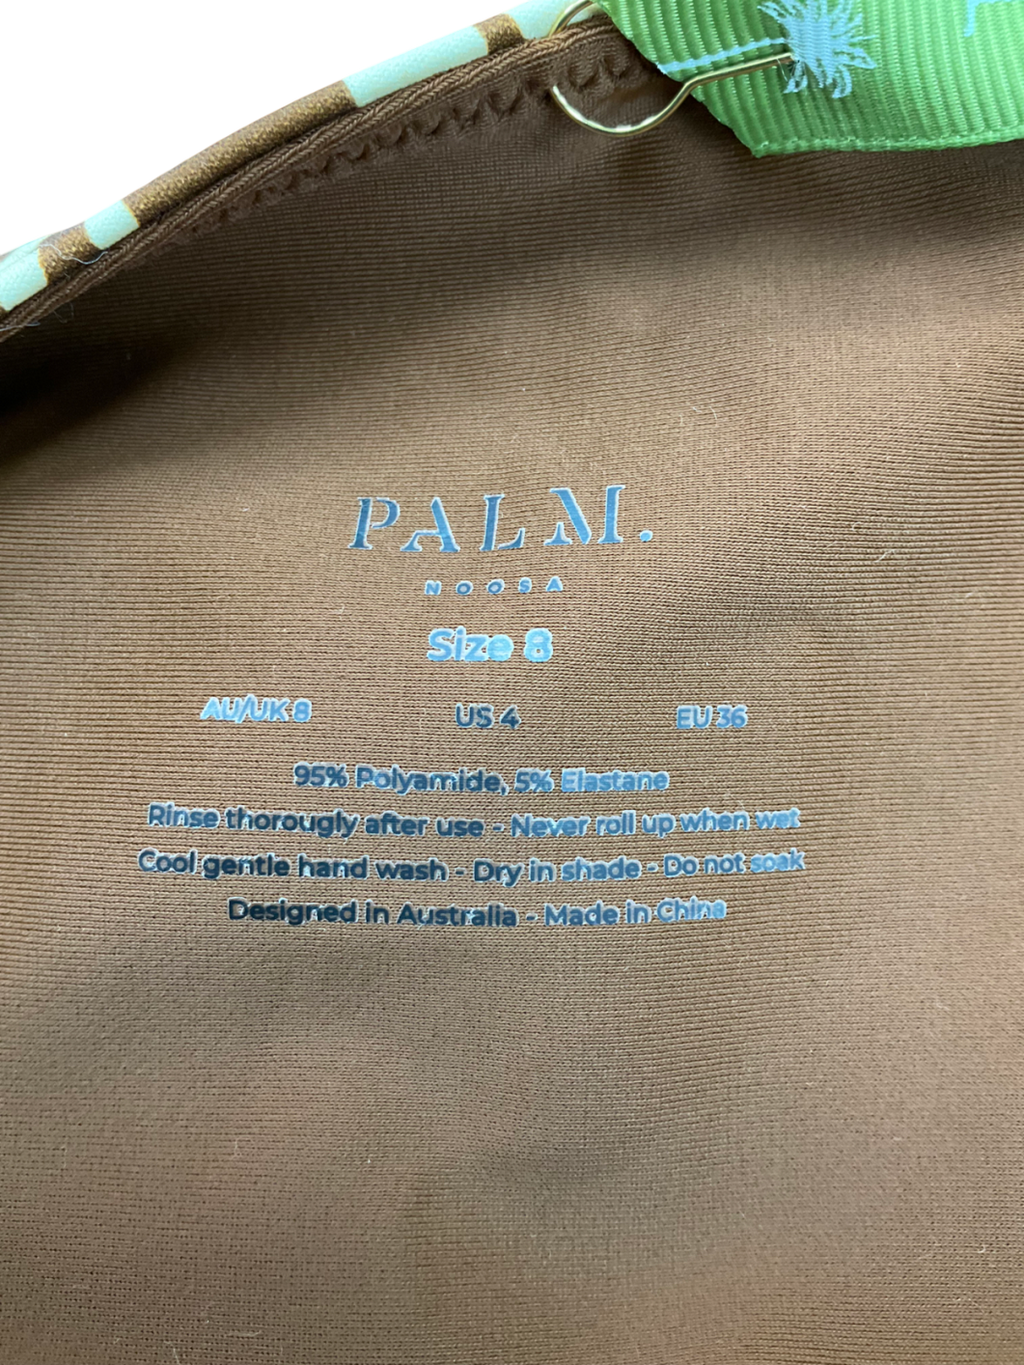 PALM.
NOOSA
Size 8
AU/UK 8 US 4 EU 36
95% Polyamide, 5% Elastane
Rinse thorougly after use - Never roll up when wet
Cool gentle hand wash - Dry in shade - Do not soak
Designed in Australia - Made in China